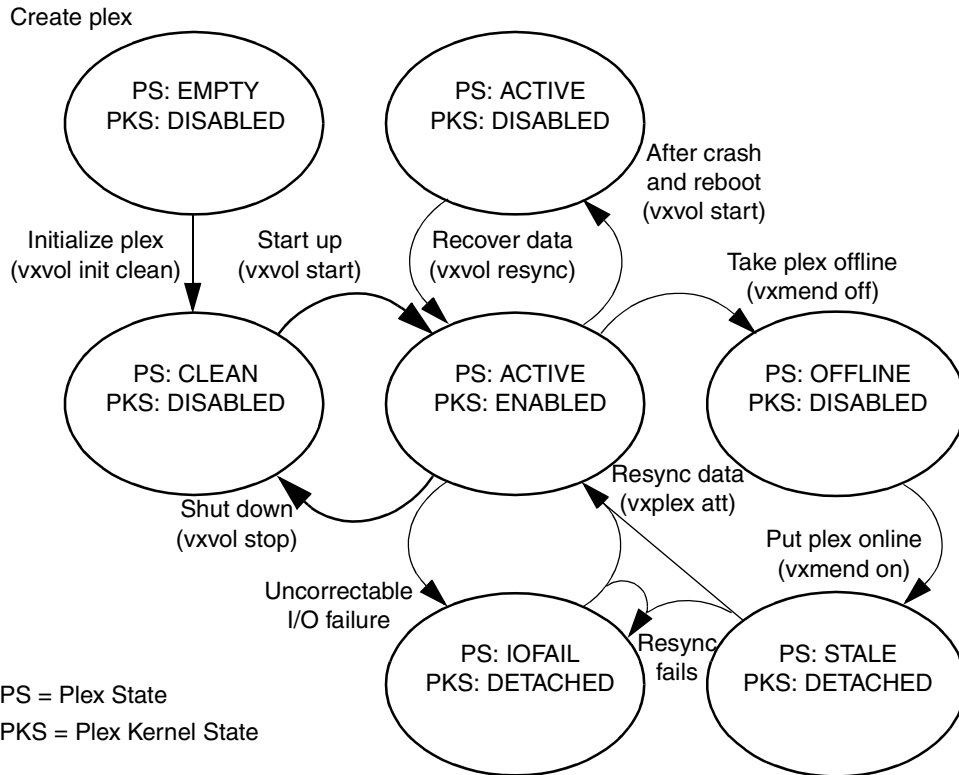 Create plex
PS: EMPTY
PKS: DISABLED
PS: ACTIVE
PKS: DISABLED
After crash
and reboot
(vxvol start)
Initialize plex
(vxvol init clean)
Start up
(vxvol start)
Recover data
(vxvol resync)
Take plex offline
(vxmend off)
PS: CLEAN
PKS: DISABLED
PS: ACTIVE
PKS: ENABLED
PS: OFFLINE
PKS: DISABLED
Shut down
(vxvol stop)
Resync data
(vxplex att)
Put plex online
(vxmend on)
Uncorrectable
I/O failure
PS: IOFAIL
PKS: DETACHED
Resync
fails
PS: STALE
PKS: DETACHED
PS = Plex State
PKS = Plex Kernel State